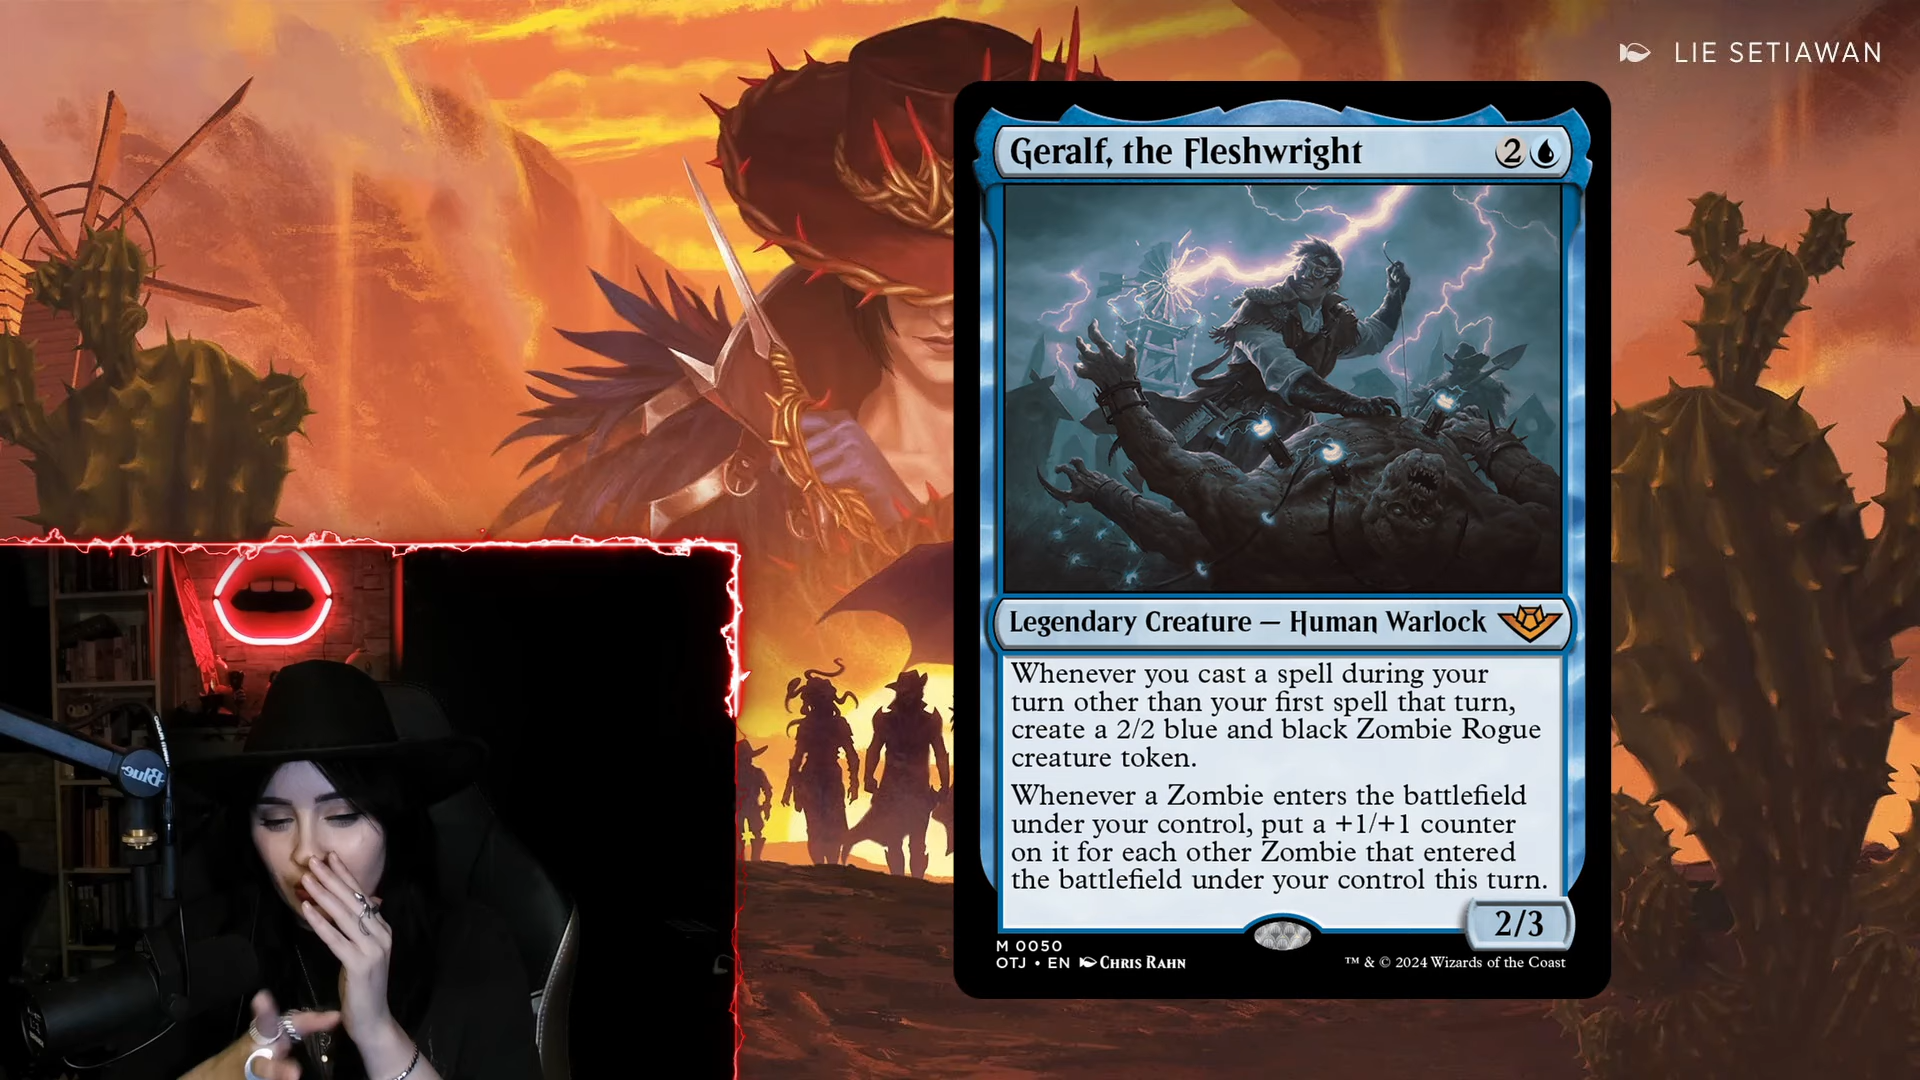 LIE SETIAWAN
Geralf, the Fleshwright
2
Legendary Creature — Human Warlock
Whenever you cast a spell during your
turn other than your first spell that turn,
create a 2/2 blue and black Zombie Rogue
creature token.
Whenever a Zombie enters the battlefield
under your control, put a +1/+1 counter
on it for each other Zombie that entered
the battlefield under your control this turn.
2/3
M 0050
OTJ • EN Chris Rahn
™ & © 2024 Wizards of the Coast
Blue